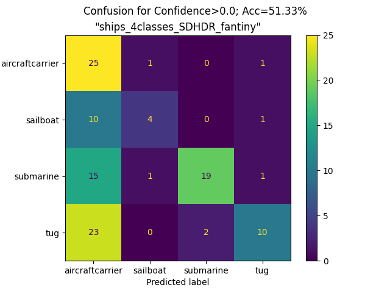 Confusion for Confidence>0.0; Acc=51.33%
"ships_4classes_SDHDR_fantiny"
aircraftcarrier 25 1 0 1
sailboat 10 4 0 1
submarine 15 1 19 1
tug 23 0 2 10
aircraftcarrier sailboat submarine tug
Predicted label
25
20
15
10
5
0